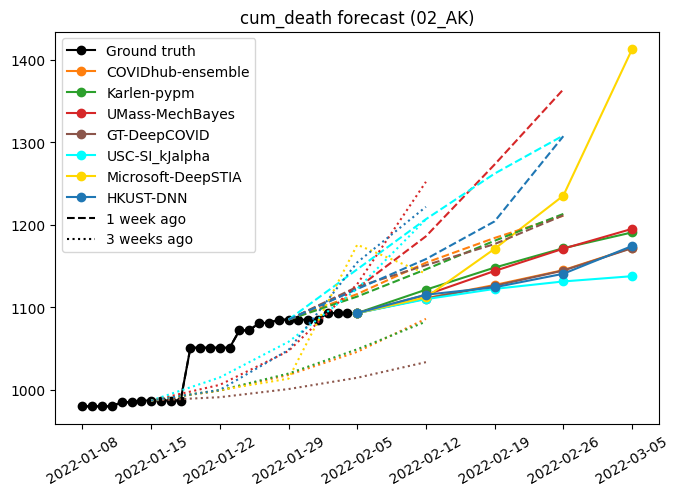 cum_death forecast (02_AK)
Ground truth
COVIDhub-ensemble
Karlen-pypm
UMass-MechBayes
GT-DeepCOVID
USC-SI_kJalpha
Microsoft-DeepSTIA
HKUST-DNN
1 week ago
3 weeks ago
1400
1300
1200
1100
1000
2022-01-08
2022-01-15
2022-01-22
2022-01-29
2022-02-05
2022-02-12
2022-02-19
2022-02-26
2022-03-05